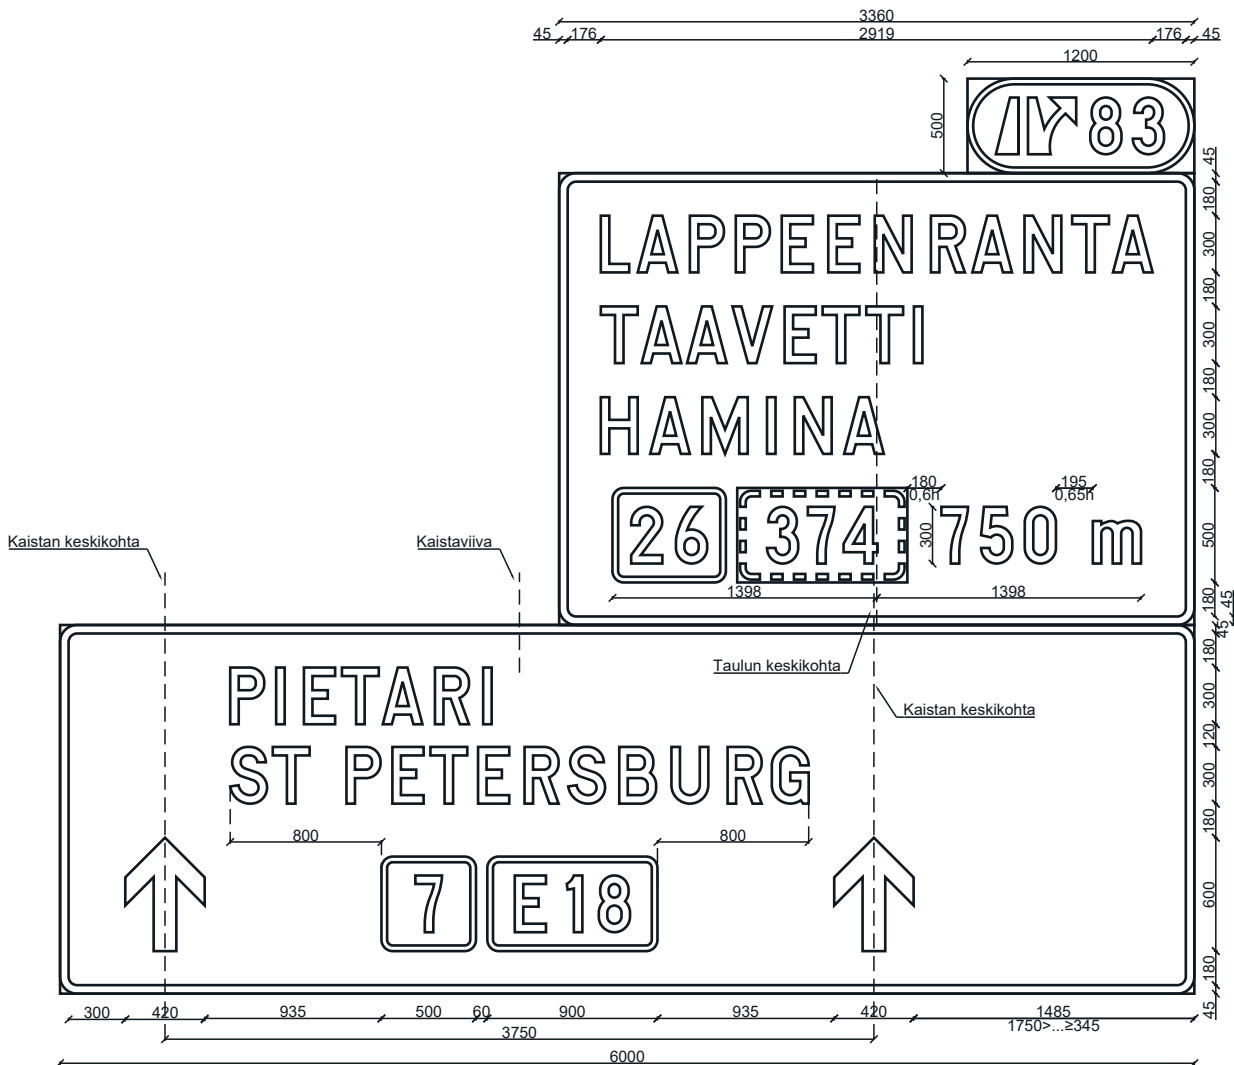 3360
45 176 2919 176 45
1200
500
83
45
180
LAPPEENRANTA
300
180
TAAVETTI
300
180
HAMINA
300
180
180
0,6h
195
0,65h
26 374 300 750 m
500
1398 1398
180
45
45
Kaistan keskikohta
Kaistaviiva
Taulun keskikohta
Kaistan keskikohta
180
PIETARI
300
120
ST PETERSBURG
300
180
800 800
7 E18
600
180
45
300 420 935 500 60 900 935 420 1485
1750>...≥345
3750
6000